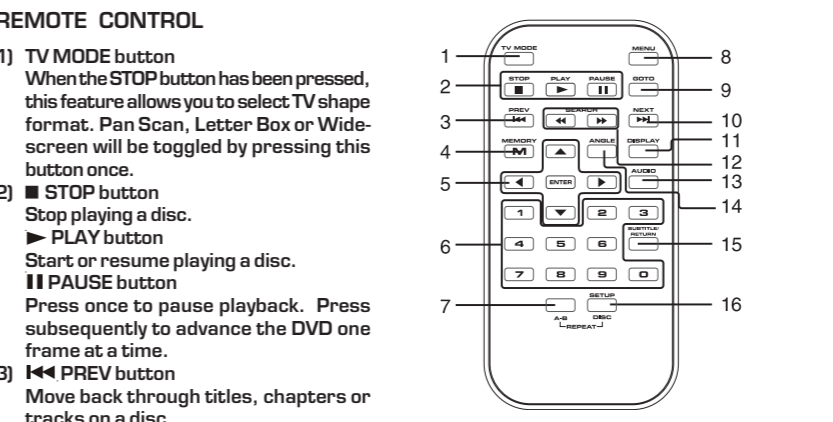 REMOTE CONTROL
1) TV MODE button
When the STOP button has been pressed,
this feature allows you to select TV shape
format. Pan Scan, Letter Box or Wide-
screen will be toggled by pressing this
button once.
2) ■ STOP button
Stop playing a disc.
► PLAY button
Start or resume playing a disc.
❚❚ PAUSE button
Press once to pause playback. Press
subsequently to advance the DVD one
frame at a time.
3) I◄◄ PREV button
Move back through titles, chapters or
tracks on a disc
1
2
3
4
5
6
7
TV MODE
MENU
STOP PLAY PAUSE GOTO
PREV SEARCH NEXT
MEMORY ANGLE DISPLAY
M
ENTER
AUDIO
1 2 3
SUBTITLE/
RETURN
4 5 6
7 8 9 0
SETUP
A-B DISC
REPEAT
8
9
10
11
12
13
14
15
16